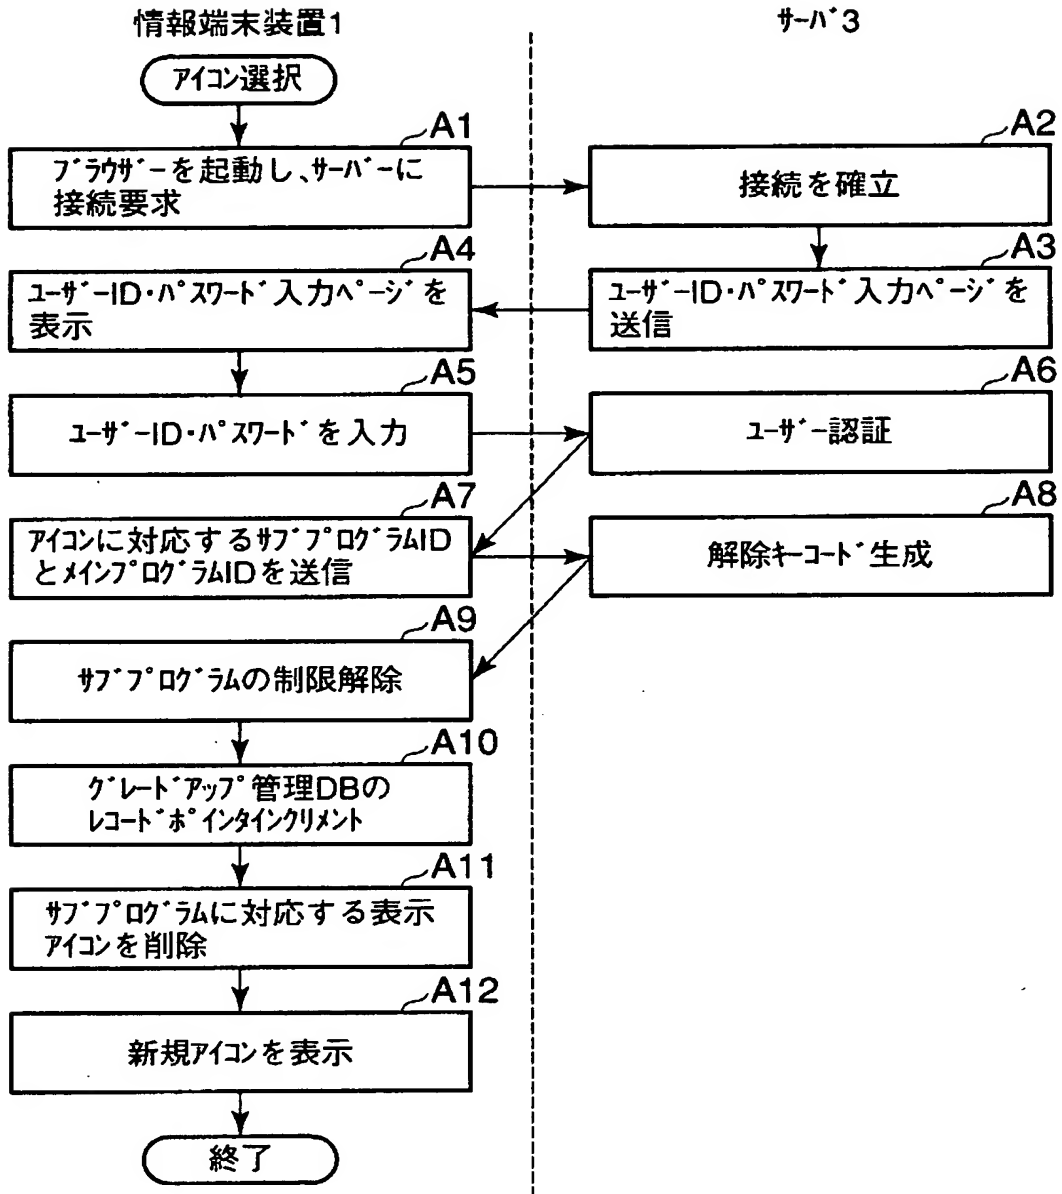 情報端末装置1
サーバ3
アイコン選択
A1
ブラウザーを起動し、サーバーに
接続要求
A2
接続を確立
A3
ユーザーID・パスワード入力ページを
送信
A4
ユーザーID・パスワード入力ページを
表示
A5
ユーザーID・パスワードを入力
A6
ユーザー認証
A7
アイコンに対応するサブプログラムID
とメインプログラムIDを送信
A8
解除キーコード生成
A9
サブプログラムの制限解除
A10
グレードアップ管理DBの
レコードポインタインクリメント
A11
サブプログラムに対応する表示
アイコンを削除
A12
新規アイコンを表示
終了